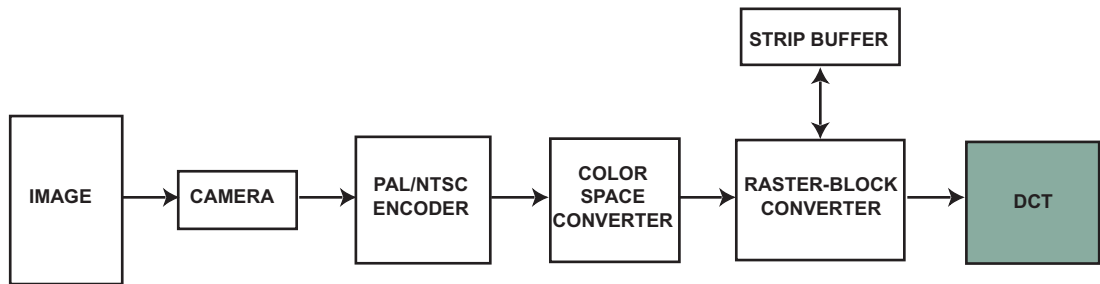 STRIP BUFFER
IMAGE
CAMERA
PAL/NTSC
ENCODER
COLOR
SPACE
CONVERTER
RASTER-BLOCK
CONVERTER
DCT